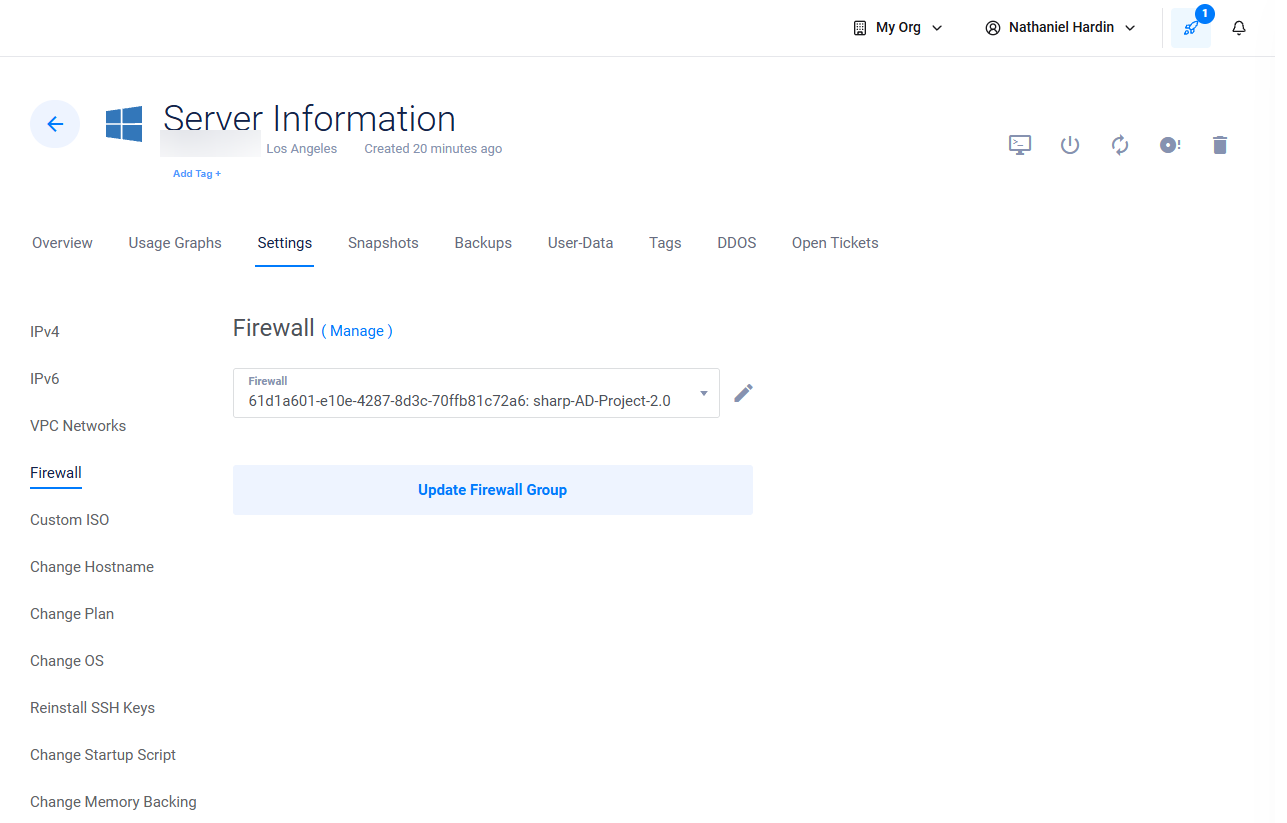 My Org
Nathaniel Hardin
1
Server Information
Los Angeles Created 20 minutes ago
Add Tag +
Overview Usage Graphs Settings Snapshots Backups User-Data Tags DDOS Open Tickets
IPv4
IPv6
VPC Networks
Firewall
Custom ISO
Change Hostname
Change Plan
Change OS
Reinstall SSH Keys
Change Startup Script
Change Memory Backing
Firewall ( Manage )
Firewall
61d1a601-e10e-4287-8d3c-70ffb81c72a6: sharp-AD-Project-2.0
Update Firewall Group